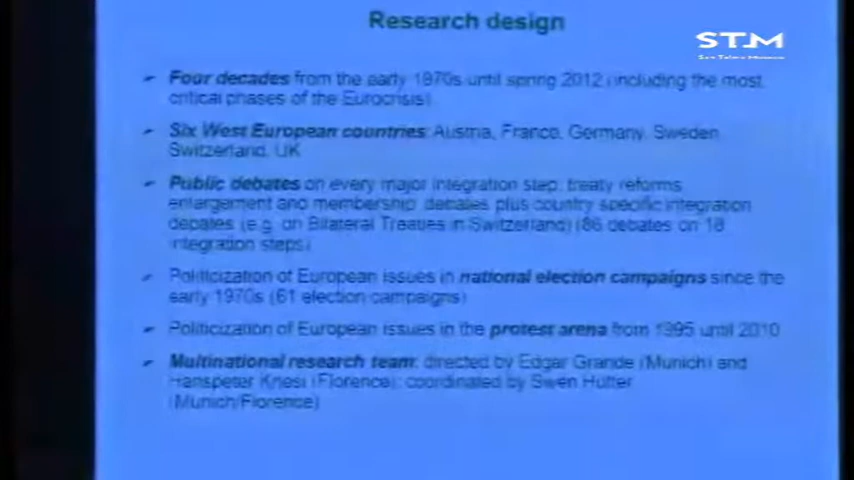 Research design
STM
San Telmo Museoa
Four decades from the early 1970s until spring 2012 (including the most
critical phases of the Eurocrisis)
Six West European countries: Austria, France, Germany, Sweden,
Switzerland, UK
Public debates on every major integration step: treaty reforms,
enlargement and membership debates plus country specific integration
debates (e.g. on Bilateral Treaties in Switzerland) (86 debates on 18
integration steps)
Politicization of European issues in national election campaigns since the
early 1970s (61 election campaigns)
Politicization of European issues in the protest arena from 1995 until 2010
Multinational research team: directed by Edgar Grande (Munich) and
Hanspeter Kriesi (Florence); coordinated by Swen Hutter
(Munich/Florence)